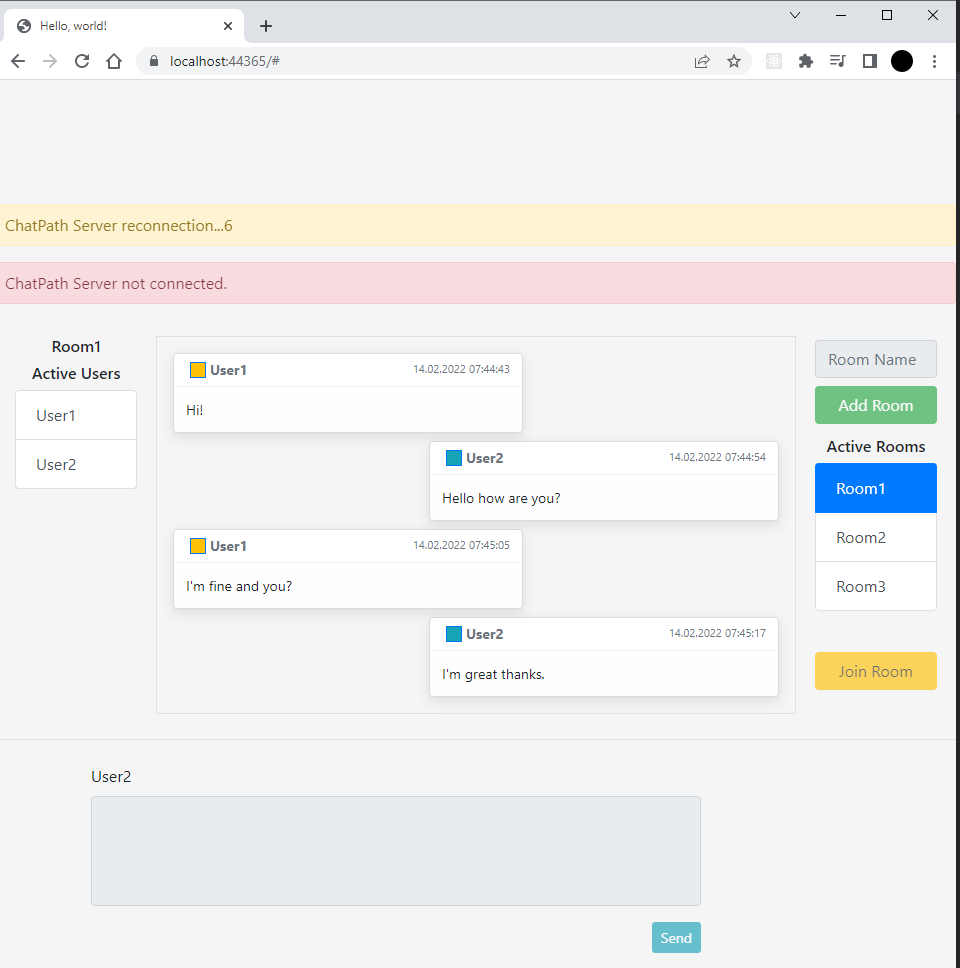 Hello, world!
localhost:44365/#
ChatPath Server reconnection...6
ChatPath Server not connected.
Room1
Active Users
User1
User2
User1 14.02.2022 07:44:43
Hi!
User2 14.02.2022 07:44:54
Hello how are you?
User1 14.02.2022 07:45:05
I'm fine and you?
User2 14.02.2022 07:45:17
I'm great thanks.
Room Name
Add Room
Active Rooms
Room1
Room2
Room3
Join Room
User2
Send